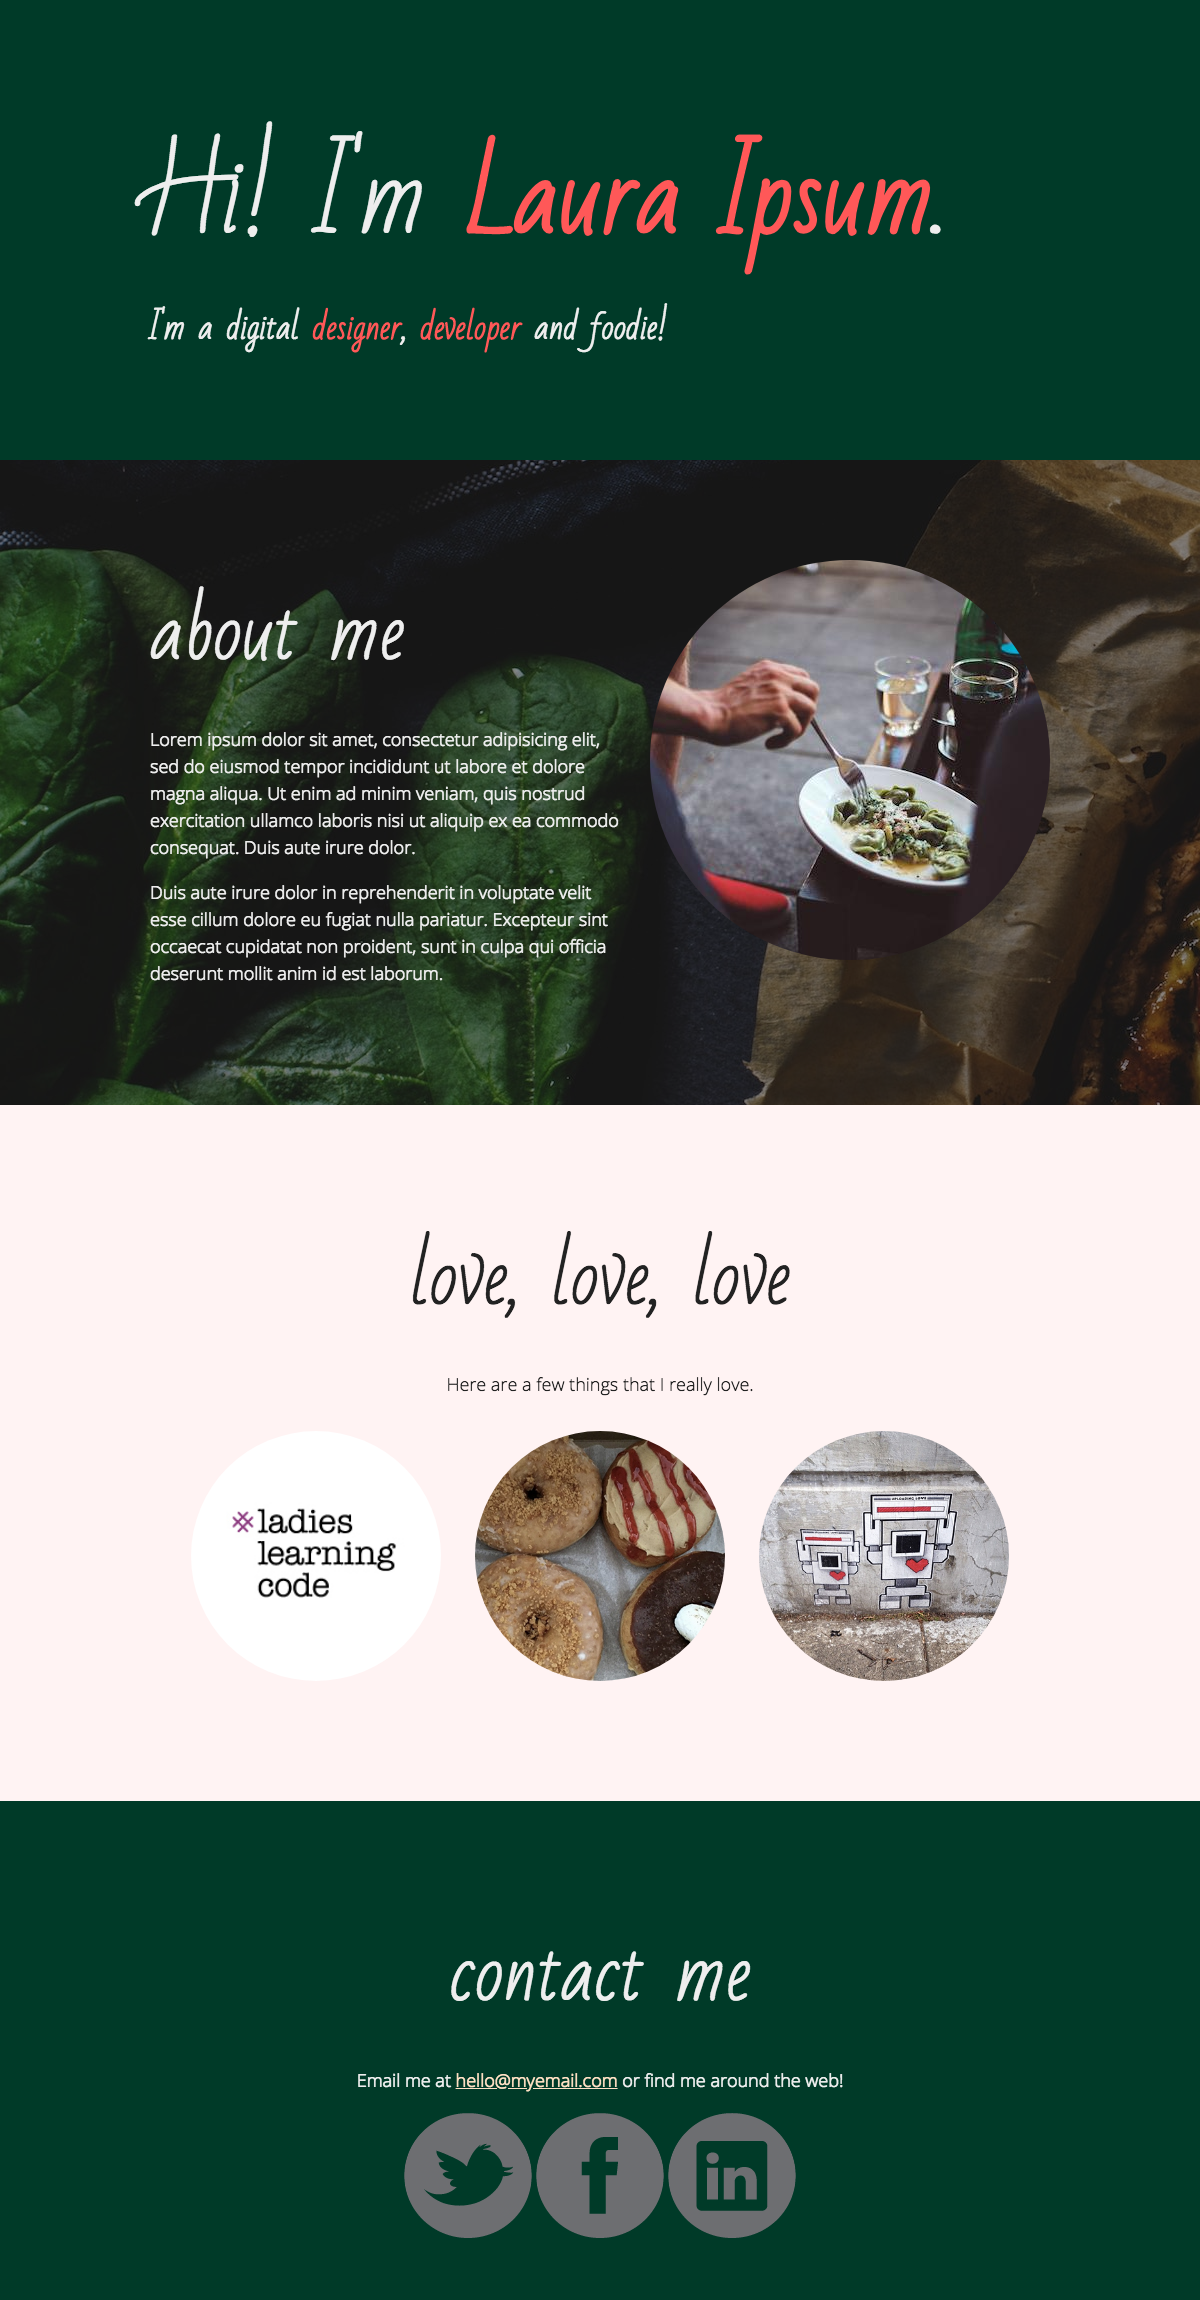 Hi! I'm Laura Ipsum.
I'm a digital designer, developer and foodie!
about me
Lorem ipsum dolor sit amet, consectetur adipisicing elit,
sed do eiusmod tempor incididunt ut labore et dolore
magna aliqua. Ut enim ad minim veniam, quis nostrud
exercitation ullamco laboris nisi ut aliquip ex ea commodo
consequat. Duis aute irure dolor.
Duis aute irure dolor in reprehenderit in voluptate velit
esse cillum dolore eu fugiat nulla pariatur. Excepteur sint
occaecat cupidatat non proident, sunt in culpa qui officia
deserunt mollit anim id est laborum.
love, love, love
Here are a few things that I really love.
ladies
learning
code
UPLOADING LOVE
contact me
Email me at hello@myemail.com or find me around the web!
f
in